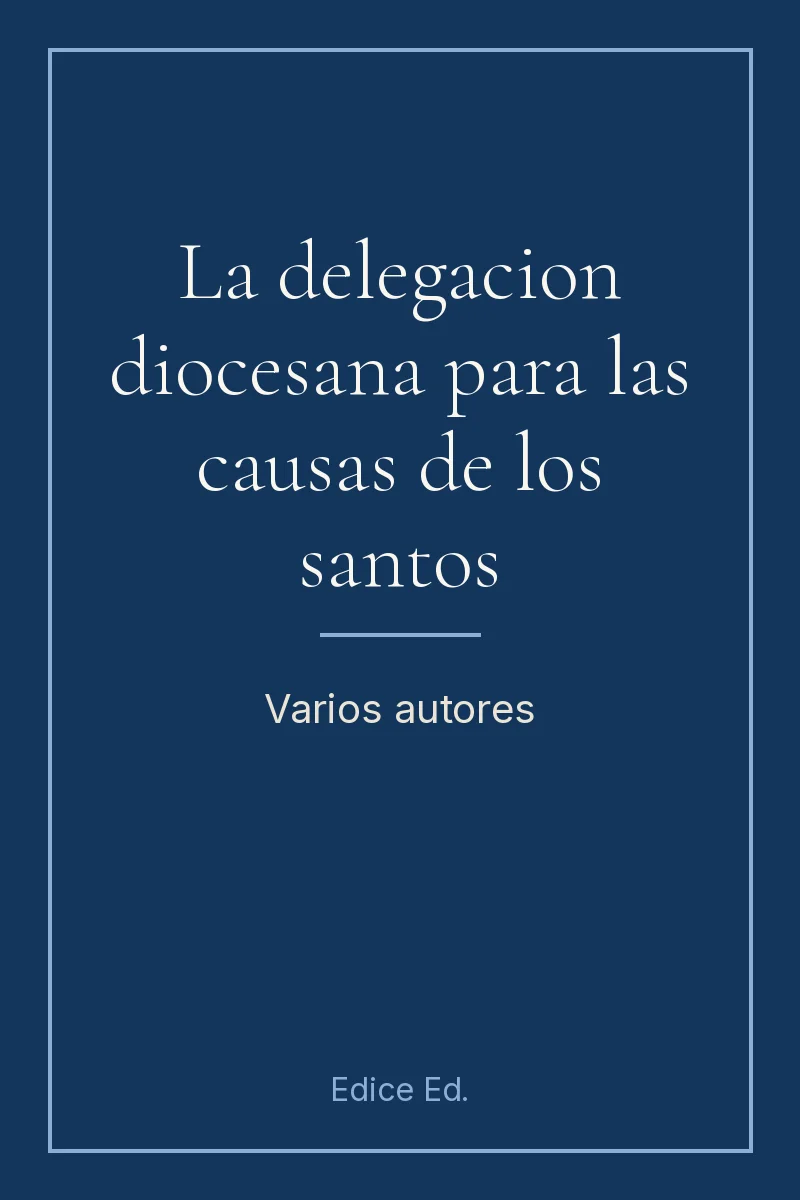 La delegacion
diocesana para las
causas de los
santos
Varios autores
Edice Ed.